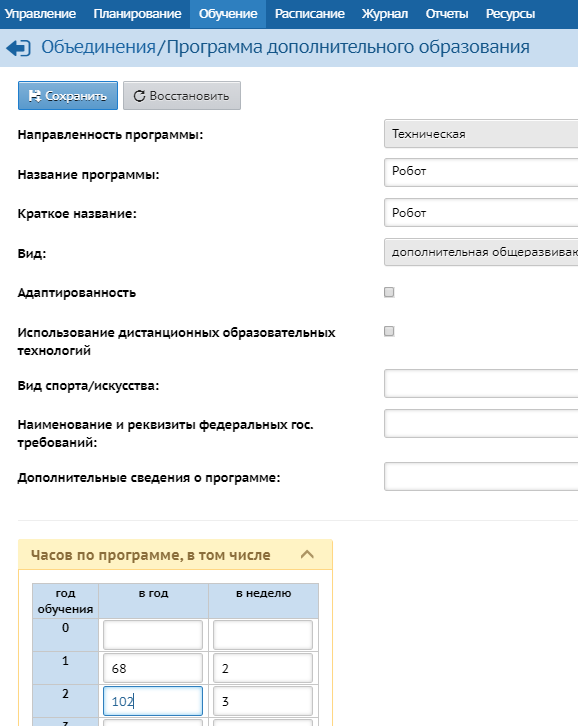 Управление Планирование Обучение Расписание Журнал Отчеты Ресурсы
Объединения/Программа дополнительного образования
Сохранить Восстановить
Направленность программы: Техническая
Название программы: Робот
Краткое название: Робот
Вид: дополнительная общеразвиваю
Адаптированность
Использование дистанционных образовательных
технологий
Вид спорта/искусства:
Наименование и реквизиты федеральных гос.
требований:
Дополнительные сведения о программе:
Часов по программе, в том числе
год обучения в год в неделю
0
1 68 2
2 102 3